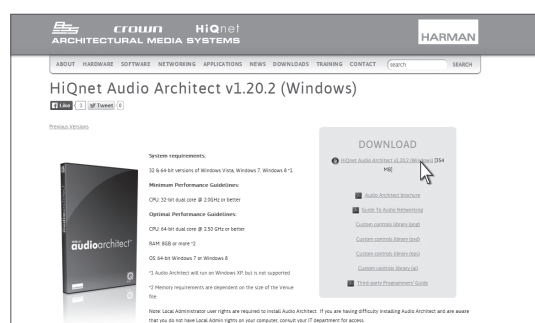 BSS crown HiQnet
ARCHITECTURAL MEDIA SYSTEMS
HARMAN
ABOUT HARDWARE SOFTWARE NETWORKING APPLICATIONS NEWS DOWNLOADS TRAINING CONTACT search SEARCH
HiQnet Audio Architect v1.20.2 (Windows)
Like 3 Tweet 0
Previous Versions
System requirements:
32 & 64-bit versions of Windows Vista, Windows 7, Windows 8 *1
Minimum Performance Guidelines:
CPU: 32-bit dual core @ 2.0GHz or better
Optimal Performance Guidelines:
CPU: 64-bit dual core @ 2.50 GHz or better
RAM: 8GB or more *2
OS: 64-bit Windows 7 or Windows 8
*1 Audio Architect will run on Windows XP, but is not supported
*2 Memory requirements are dependent on the size of the Venue
file
audioarchitect
DOWNLOAD
HiQnet Audio Architect v1.20.2 (Windows) [354
MB]
Audio Architect brochure
Guide To Audio Networking
Custom controls library (png)
Custom controls library (psd)
Custom controls library (eps)
Custom controls library (ai)
Third-party Programmers' Guide
Note: Local Administrator user rights are required to install Audio Architect. If you are having difficulty installing Audio Architect and are aware
that you do not have Local Admin rights on your computer, consult your IT department for access.